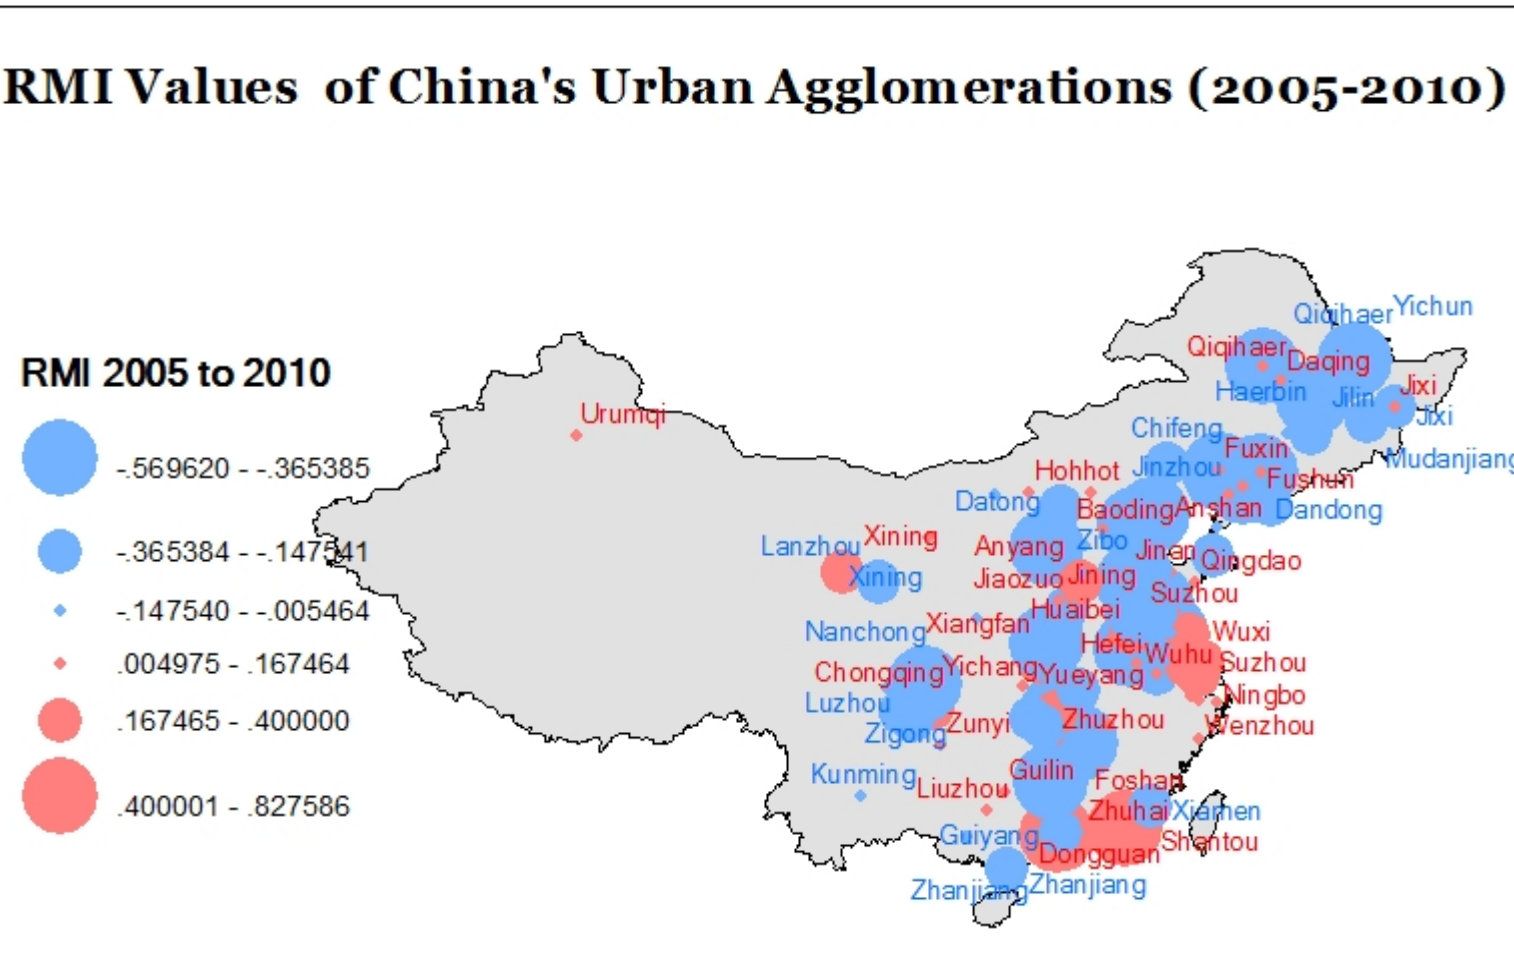 RMI Values of China's Urban Agglomerations (2005-2010)
RMI 2005 to 2010
-.569620 - -.365385
-.365384 - -.147541
-.147540 - -.005464
.004975 - .167464
.167465 - .400000
.400001 - .827586
Yichun
Qiqihaer
Qiqihaer
Daqing
Haerbin
Jilin
Jixi
Jixi
Urumqi
Chifeng
Fuxin
Mudanjiang
Hohhot
Jinzhou
Fushun
Datong
Baoding
Anshan
Dandong
Lanzhou
Xining
Anyang
Zibo
Jinan
Qingdao
Xining
Jiaozuo
Jining
Suzhou
Huaibei
Nanchong
Xiangfan
Wuxi
Hefei
Wuhu
Suzhou
Chongqing
Yichang
Yueyang
Ningbo
Luzhou
Zigong
Zunyi
Zhuzhou
Wenzhou
Kunming
Guilin
Foshan
Liuzhou
Zhuhai
Xiamen
Guiyang
Shantou
Dongguan
Zhanjiang
Zhanjiang